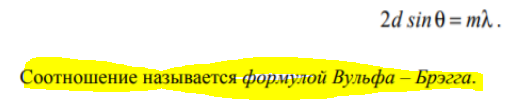 2d sinθ = mλ .
Соотношение называется формулой Вульфа – Брэгга.